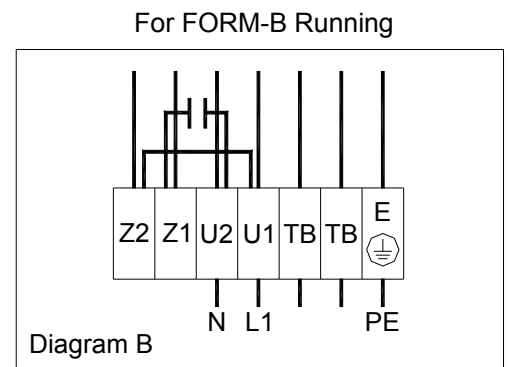 For FORM-B Running
Z2 Z1 U2 U1 TB TB E
N L1 PE
Diagram B